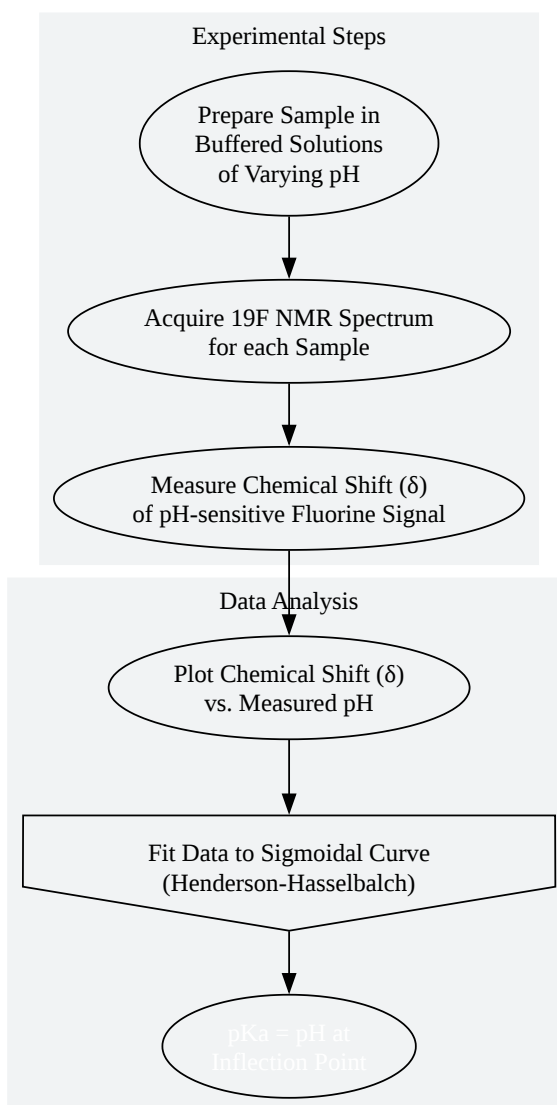 Experimental Steps
Prepare Sample in
Buffered Solutions
of Varying pH
Acquire 19F NMR Spectrum
for each Sample
Measure Chemical Shift (δ)
of pH-sensitive Fluorine Signal
Data Analysis
Plot Chemical Shift (δ)
vs. Measured pH
Fit Data to Sigmoidal Curve
(Henderson-Hasselbalch)
pKa = pH at
Inflection Point